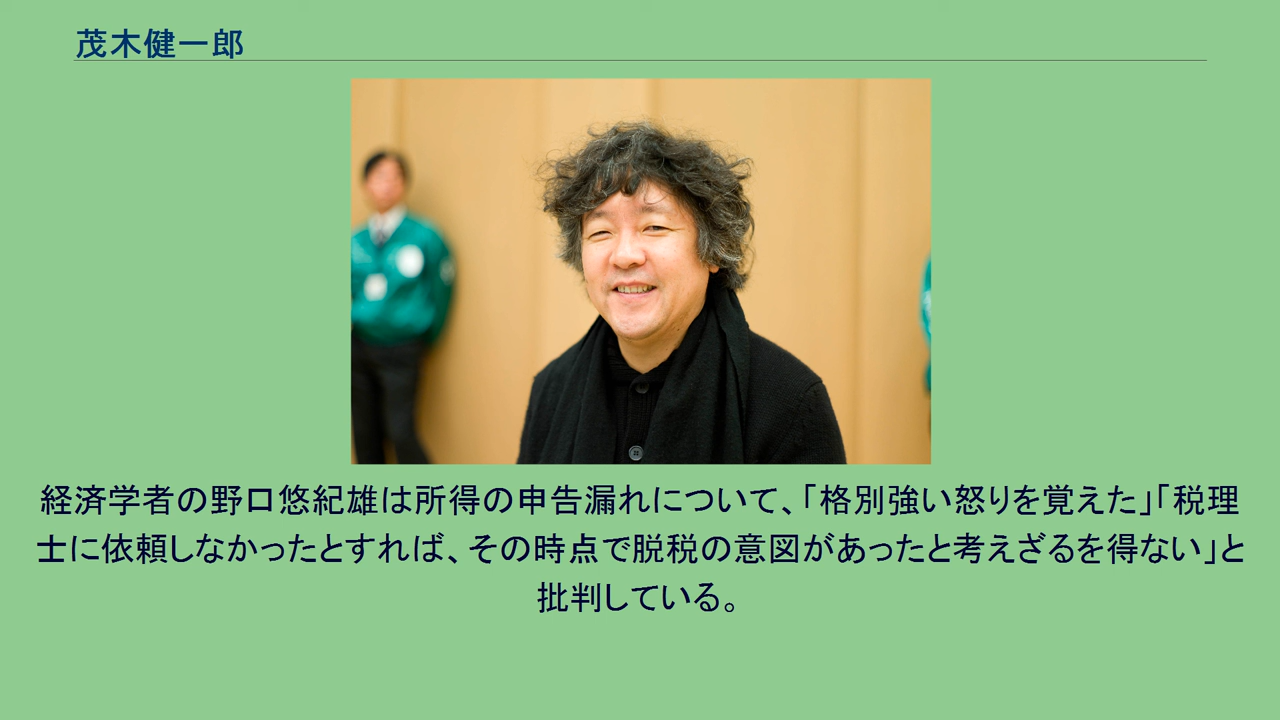 茂木健一郎
経済学者の野口悠紀雄は所得の申告漏れについて、「格別強い怒りを覚えた」「税理
士に依頼しなかったとすれば、その時点で脱税の意図があったと考えざるを得ない」と
批判している。